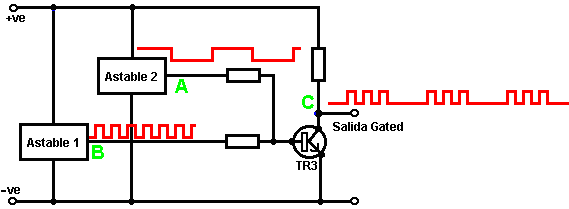 +ve
Astable 2
A
C
Salida Gated
Astable 1
B
TR3
-ve